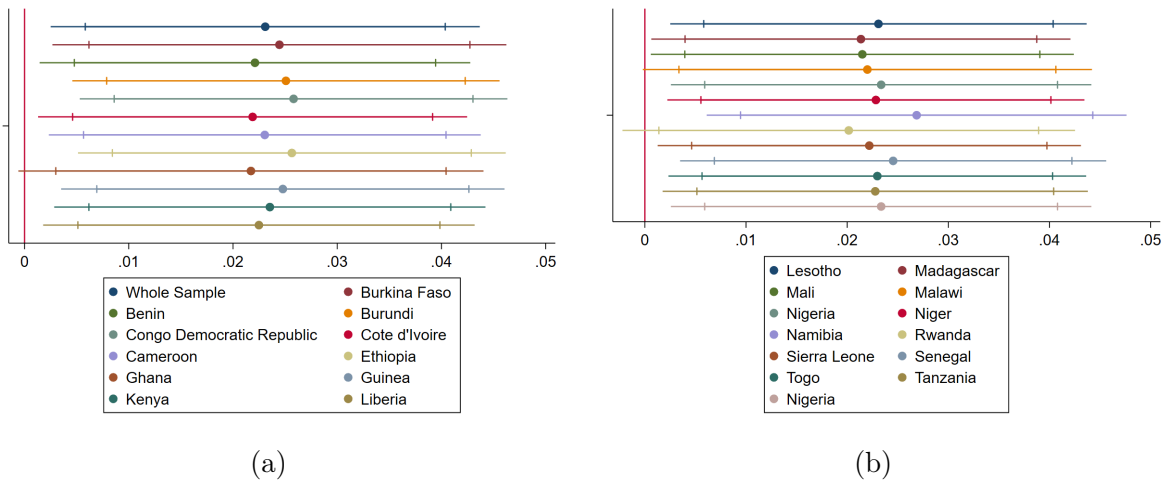 0 .01 .02 .03 .04 .05
Whole Sample Burkina Faso
Benin Burundi
Congo Democratic Republic Cote d'Ivoire
Cameroon Ethiopia
Ghana Guinea
Kenya Liberia
(a)
0 .01 .02 .03 .04 .05
Lesotho Madagascar
Mali Malawi
Nigeria Niger
Namibia Rwanda
Sierra Leone Senegal
Togo Tanzania
Nigeria
(b)